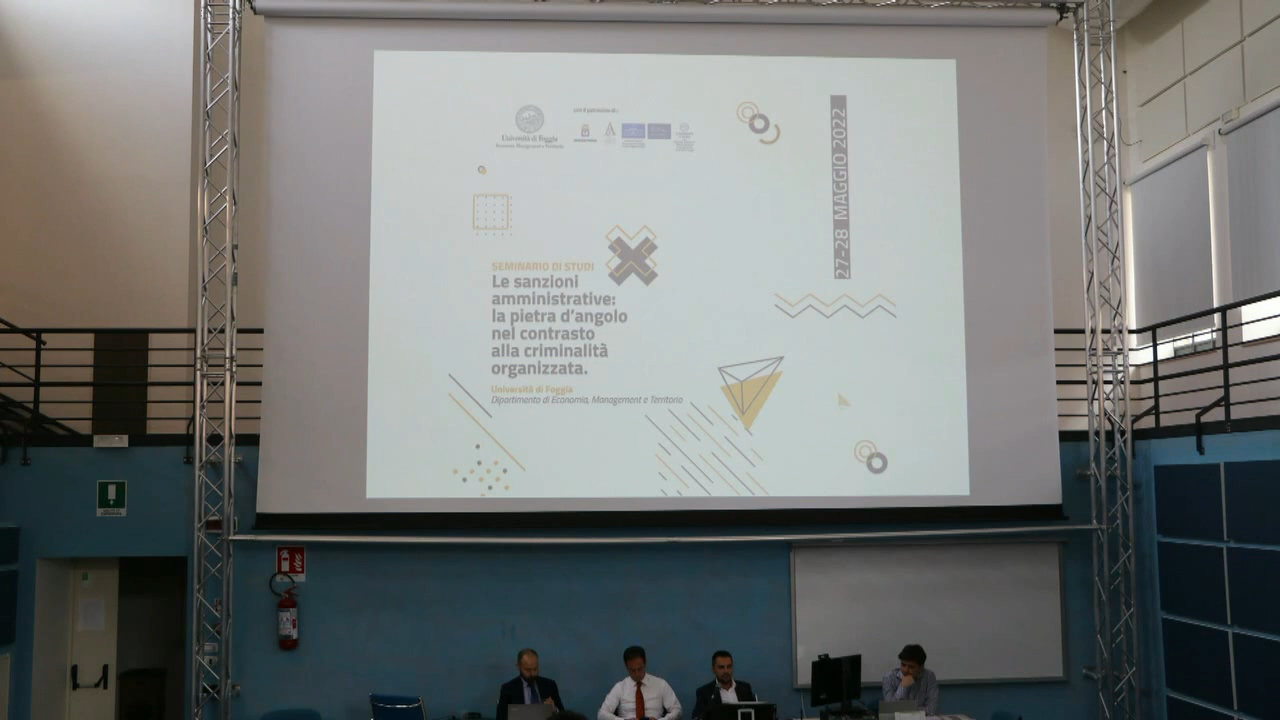 Università di Foggia
27-28 MAGGIO 2022
SEMINARIO DI STUDI
Le sanzioni
amministrative:
la pietra d'angolo
nel contrasto
alla criminalità
organizzata.
Università di Foggia
Dipartimento di Economia, Management e Territorio